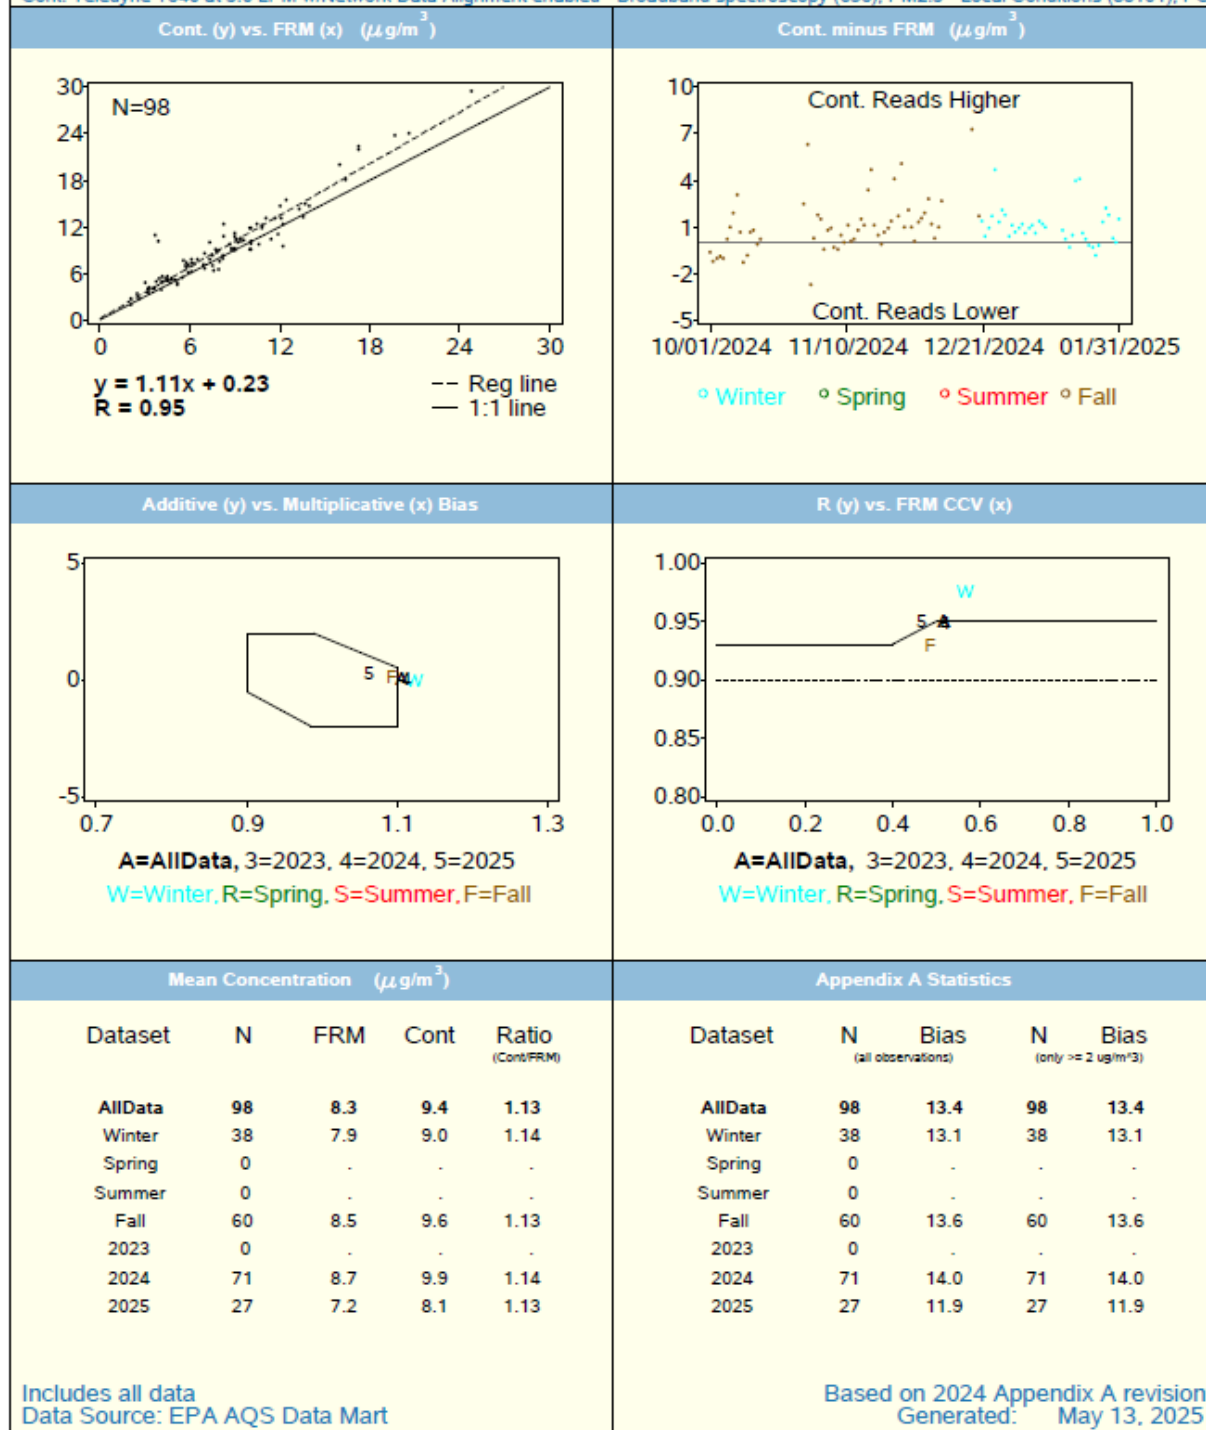 Cont. (y) vs. FRM (x) (μg/m³)
30
24
18
12
6
0
N=98
0 6 12 18 24 30
y = 1.11x + 0.23
R = 0.95
-- Reg line
— 1:1 line
Cont. minus FRM (μg/m³)
10
7
4
1
-2
-5
Cont. Reads Higher
Cont. Reads Lower
10/01/2024 11/10/2024 12/21/2024 01/31/2025
Winter Spring Summer Fall
Additive (y) vs. Multiplicative (x) Bias
5
0
-5
5 F A 4 W
0.7 0.9 1.1 1.3
A=AllData, 3=2023, 4=2024, 5=2025
W=Winter, R=Spring, S=Summer, F=Fall
R (y) vs. FRM CCV (x)
1.00
0.95
0.90
0.85
0.80
W
5 A 4
F
0.0 0.2 0.4 0.6 0.8 1.0
A=AllData, 3=2023, 4=2024, 5=2025
W=Winter, R=Spring, S=Summer, F=Fall
Mean Concentration (μg/m³)
Dataset N FRM Cont Ratio
(Cont/FRM)
AllData 98 8.3 9.4 1.13
Winter 38 7.9 9.0 1.14
Spring 0 . . .
Summer 0 . . .
Fall 60 8.5 9.6 1.13
2023 0 . . .
2024 71 8.7 9.9 1.14
2025 27 7.2 8.1 1.13
Includes all data
Data Source: EPA AQS Data Mart
Appendix A Statistics
Dataset N Bias N Bias
(all observations) (only >= 2 ug/m^3)
AllData 98 13.4 98 13.4
Winter 38 13.1 38 13.1
Spring 0 . . .
Summer 0 . . .
Fall 60 13.6 60 13.6
2023 0 . . .
2024 71 14.0 71 14.0
2025 27 11.9 27 11.9
Based on 2024 Appendix A revision
Generated: May 13, 2025